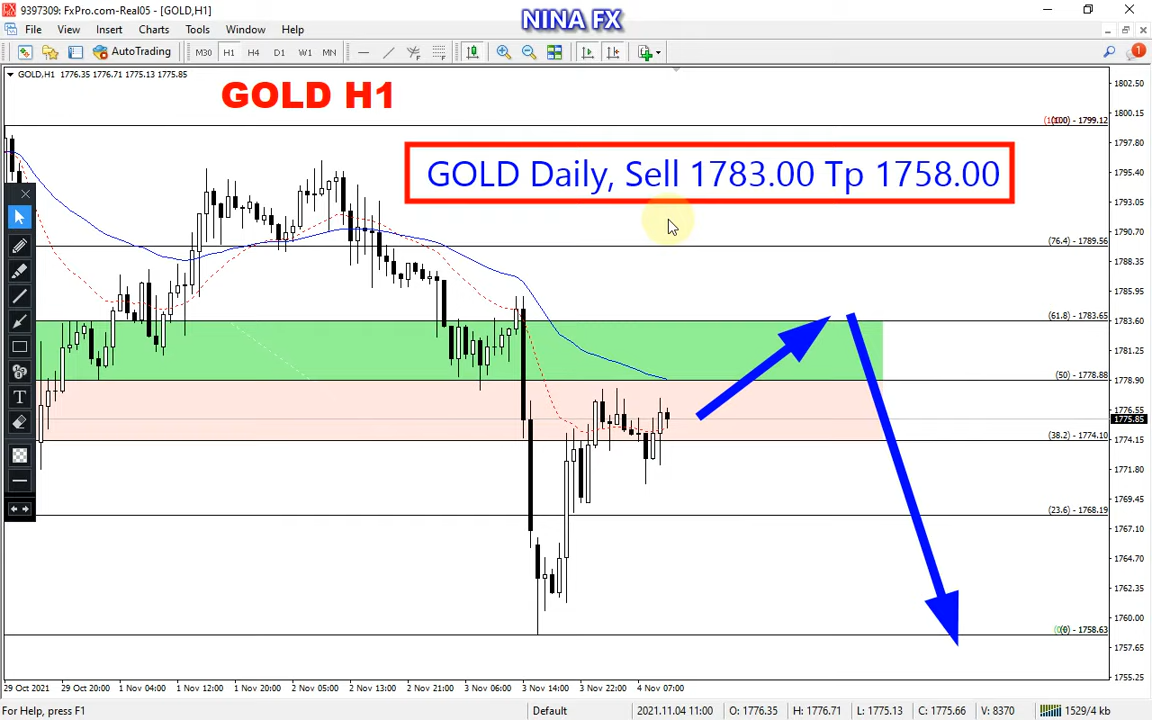 9397309: FxPro.com-Real05 - [GOLD,H1]
NINA FX
File View Insert Charts Tools Window Help
AutoTrading M30 H1 H4 D1 W1 MN
1
GOLD,H1 1776.35 1776.71 1775.13 1775.85
GOLD H1
GOLD Daily, Sell 1783.00 Tp 1758.00
(100) - 1799.12
(76.4) - 1789.56
(61.8) - 1783.65
(50) - 1778.88
(38.2) - 1774.10
(23.6) - 1768.19
(0) - 1758.63
1802.50
1800.15
1797.80
1795.40
1793.05
1790.70
1788.35
1785.95
1783.60
1781.25
1778.90
1776.55
1775.85
1774.15
1771.80
1769.45
1767.10
1764.70
1762.35
1760.00
1757.65
1755.25
T
29 Oct 2021 29 Oct 20:00 1 Nov 04:00 1 Nov 12:00 1 Nov 20:00 2 Nov 05:00 2 Nov 13:00 2 Nov 21:00 3 Nov 06:00 3 Nov 14:00 3 Nov 22:00 4 Nov 07:00
For Help, press F1 Default 2021.11.04 11:00 O: 1776.35 H: 1776.71 L: 1775.13 C: 1775.66 V: 8370 1529/4 kb